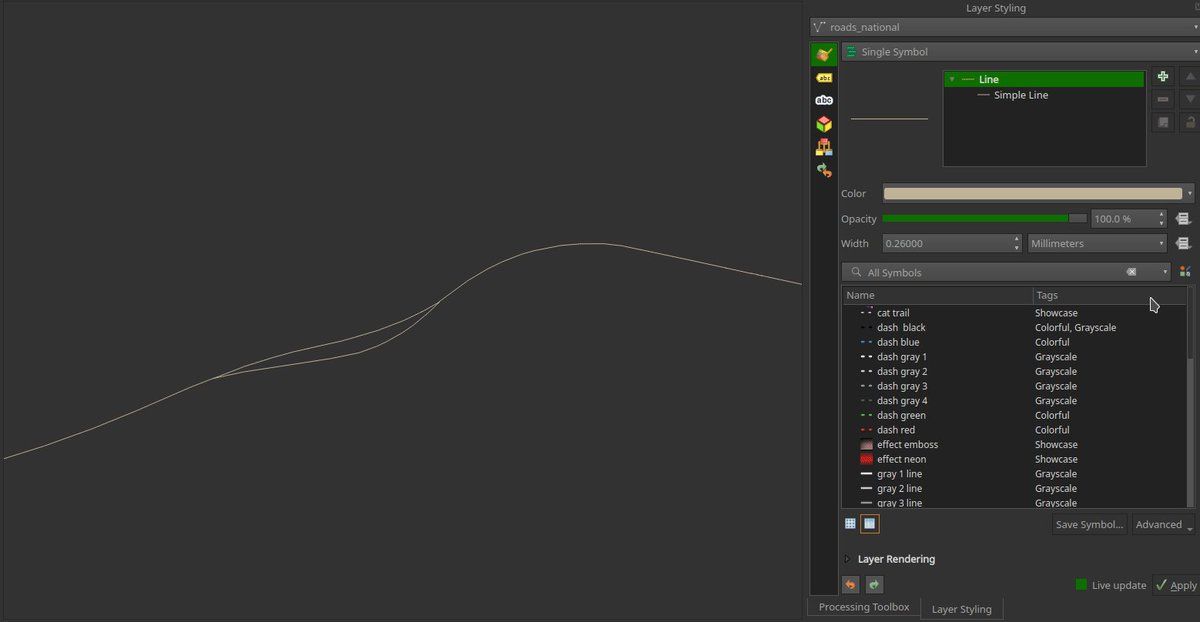 Layer Styling
roads_national
Single Symbol
Line
Simple Line
abc
abc
Color
Opacity
100.0 %
Width
0.26000
Millimeters
All Symbols
Name Tags
cat trail Showcase
dash black Colorful, Grayscale
dash blue Colorful
dash gray 1 Grayscale
dash gray 2 Grayscale
dash gray 3 Grayscale
dash gray 4 Grayscale
dash green Colorful
dash red Colorful
effect emboss Showcase
effect neon Showcase
gray 1 line Grayscale
gray 2 line Grayscale
gray 3 line Grayscale
Save Symbol... Advanced
Layer Rendering
Live update Apply
Processing Toolbox Layer Styling